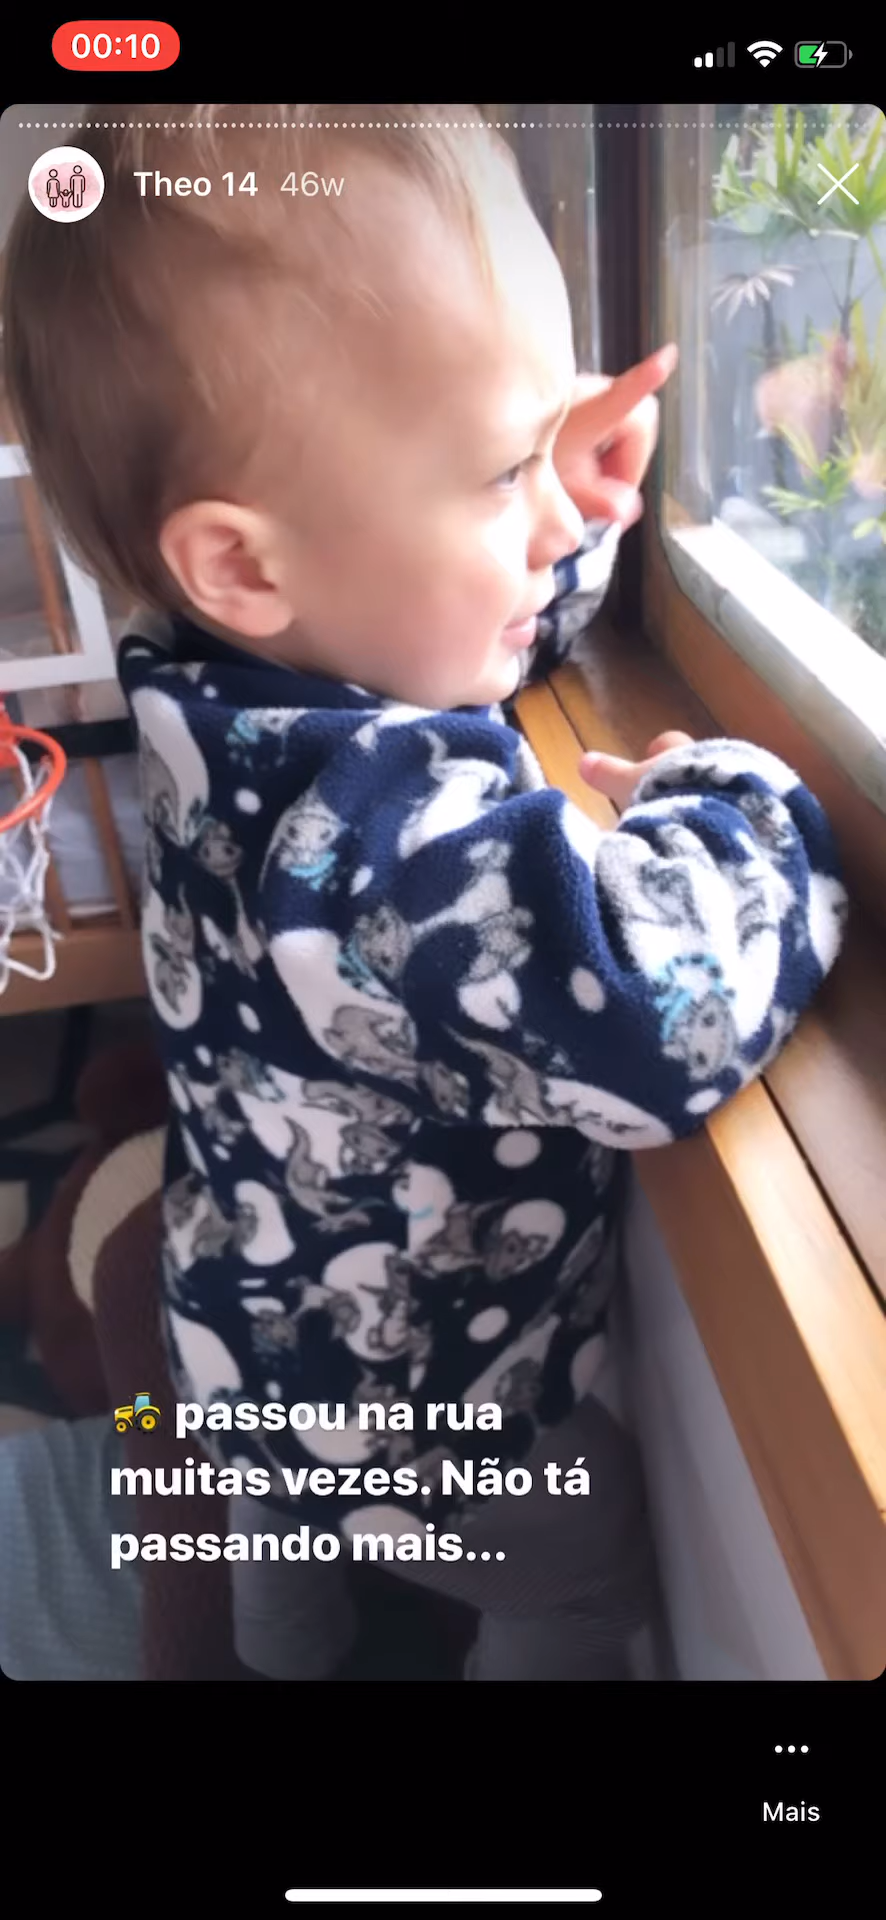 00:10
Theo 14 46w
🚜 passou na rua
muitas vezes. Não tá
passando mais...
Mais